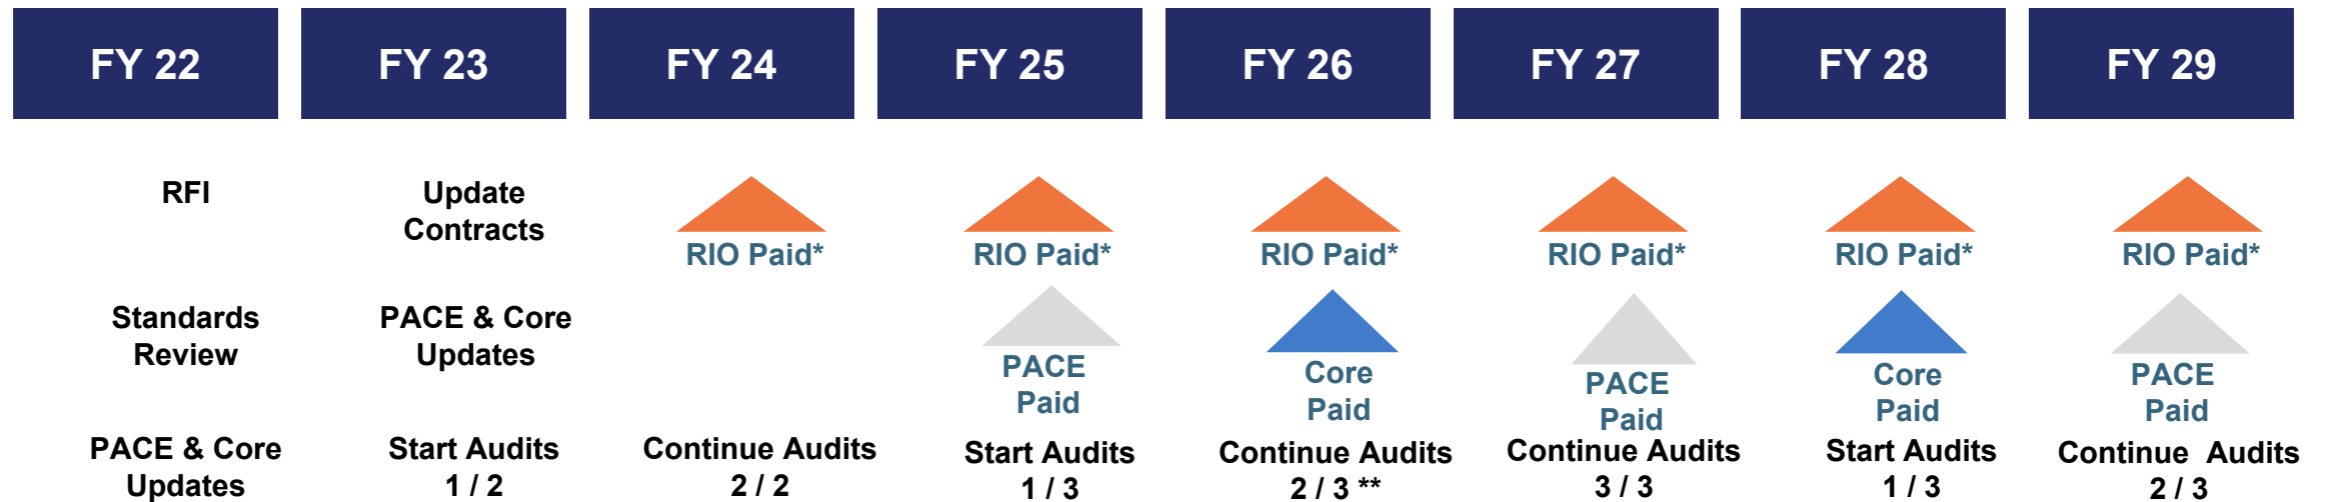 FY 22
FY 23
FY 24
FY 25
FY 26
FY 27
FY 28
FY 29
RFI
Update
Contracts
RIO Paid*
RIO Paid*
RIO Paid*
RIO Paid*
RIO Paid*
RIO Paid*
Standards
Review
PACE & Core
Updates
PACE
Paid
Core
Paid
PACE
Paid
Core
Paid
PACE
Paid
PACE & Core
Updates
Start Audits
1 / 2
Continue Audits
2 / 2
Start Audits
1 / 3
Continue Audits
2 / 3 **
Continue Audits
3 / 3
Start Audits
1 / 3
Continue  Audits
2 / 3